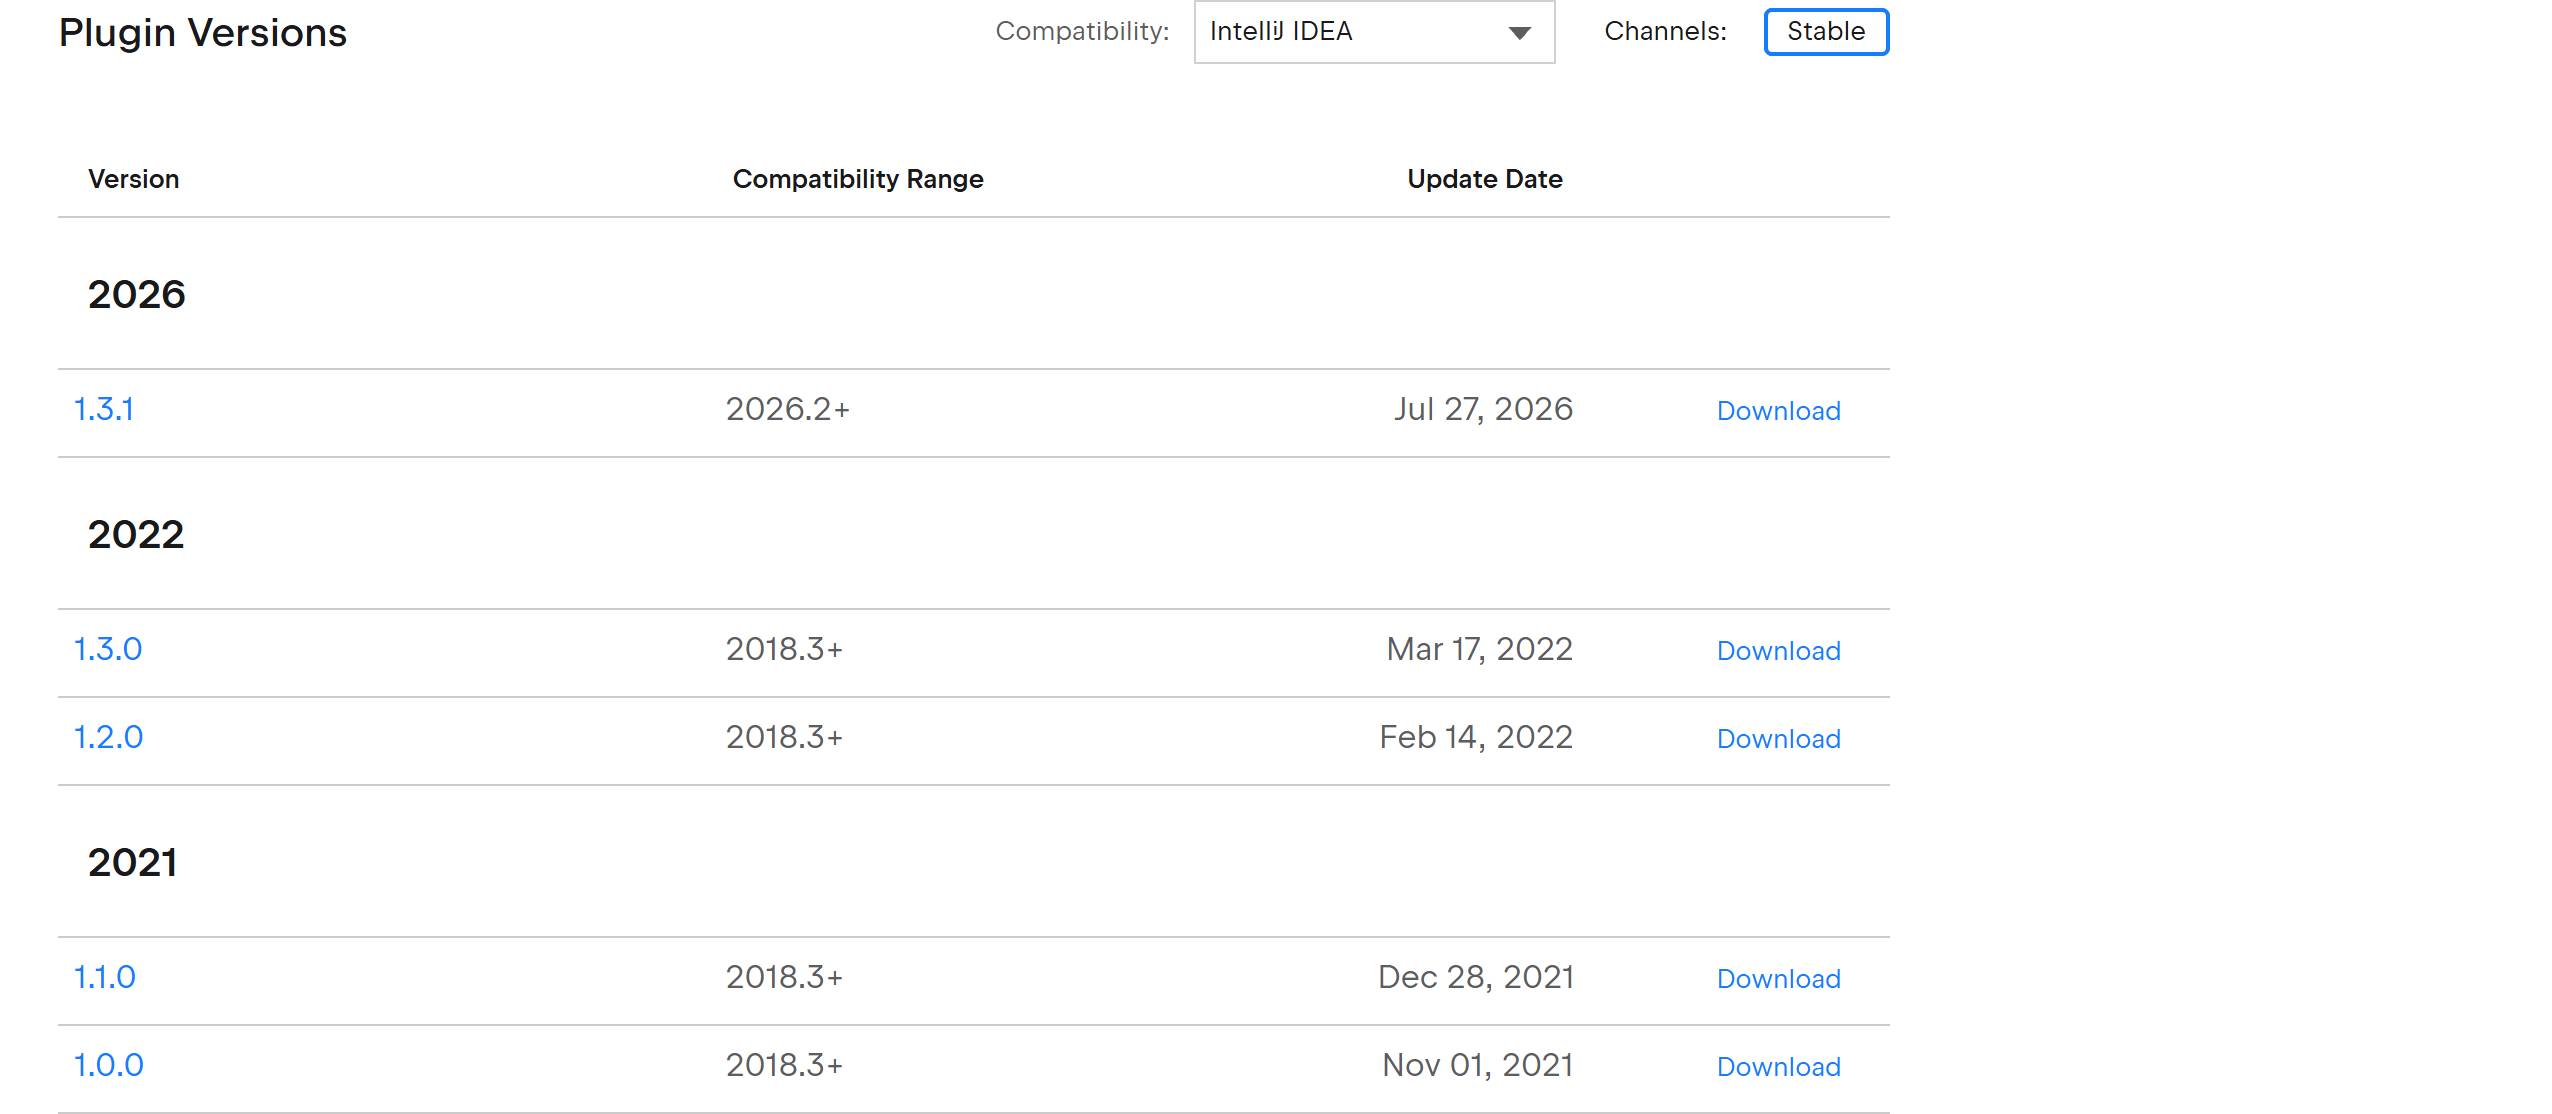 Plugin Versions Compatibility: IntelliJ IDEA Channels: Stable
Version Compatibility Range Update Date
2026
1.3.1 2026.2+ Jul 27, 2026 Download
2022
1.3.0 2018.3+ Mar 17, 2022 Download
1.2.0 2018.3+ Feb 14, 2022 Download
2021
1.1.0 2018.3+ Dec 28, 2021 Download
1.0.0 2018.3+ Nov 01, 2021 Download